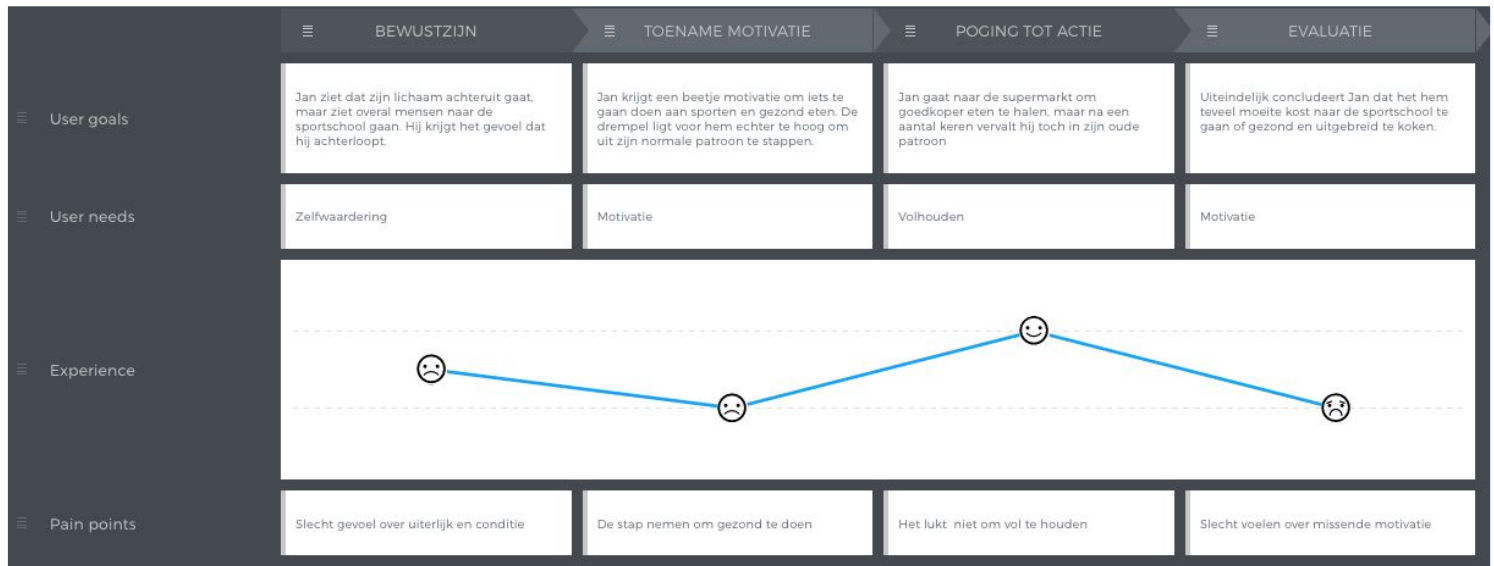 BEWUSTZIJN
TOENAME MOTIVATIE
POGING TOT ACTIE
EVALUATIE
User goals
Jan ziet dat zijn lichaam achteruit gaat,
maar ziet overal mensen naar de
sportschool gaan. Hij krijgt het gevoel dat
hij achterloopt.
Jan krijgt een beetje motivatie om iets te
gaan doen aan sporten en gezond eten. De
drempel ligt voor hem echter te hoog om
uit zijn normale patroon te stappen.
Jan gaat naar de supermarkt om
goedkoper eten te halen, maar na een
aantal keren vervalt hij toch in zijn oude
patroon
Uiteindelijk concludeert Jan dat het hem
teveel moeite kost naar de sportschool te
gaan of gezond en uitgebreid te koken.
User needs
Zelfwaardering
Motivatie
Volhouden
Motivatie
Experience
Pain points
Slecht gevoel over uiterlijk en conditie
De stap nemen om gezond te doen
Het lukt niet om vol te houden
Slecht voelen over missende motivatie